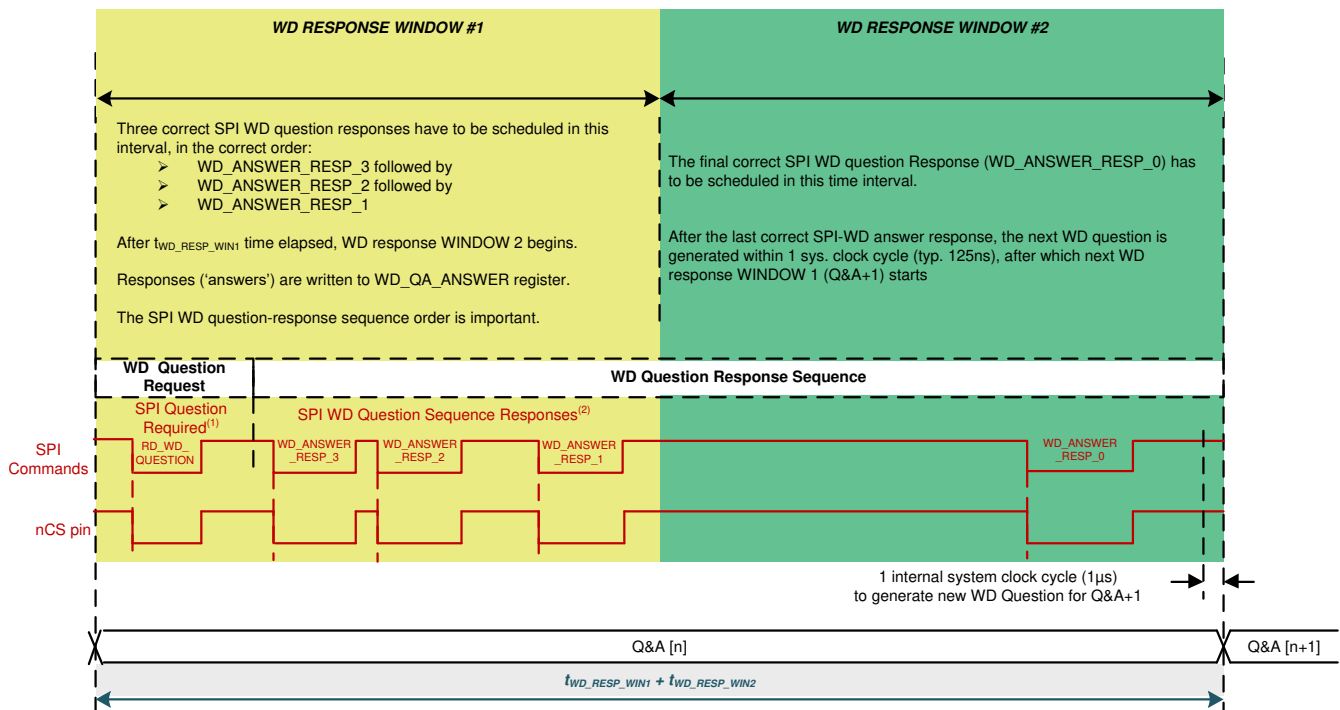 WD RESPONSE WINDOW #1
WD RESPONSE WINDOW #2
Three correct SPI WD question responses have to be scheduled in this
interval, in the correct order:
➢ WD_ANSWER_RESP_3 followed by
➢ WD_ANSWER_RESP_2 followed by
➢ WD_ANSWER_RESP_1
After tWD_RESP_WIN1 time elapsed, WD response WINDOW 2 begins.
Responses (‘answers’) are written to WD_QA_ANSWER register.
The SPI WD question-response sequence order is important.
The final correct SPI WD question Response (WD_ANSWER_RESP_0) has
to be scheduled in this time interval.
After the last correct SPI-WD answer response, the next WD question is
generated within 1 sys. clock cycle (typ. 125ns), after which next WD
response WINDOW 1 (Q&A+1) starts
WD Question
Request
WD Question Response Sequence
SPI Question
Required(1)
SPI WD Question Sequence Responses(2)
SPI
Commands
RD_WD_
QUESTION
WD_ANSWER
_RESP_3
WD_ANSWER
_RESP_2
WD_ANSWER
_RESP_1
WD_ANSWER
_RESP_0
nCS pin
1 internal system clock cycle (1µs)
to generate new WD Question for Q&A+1
Q&A [n]
Q&A [n+1]
tWD_RESP_WIN1 + tWD_RESP_WIN2